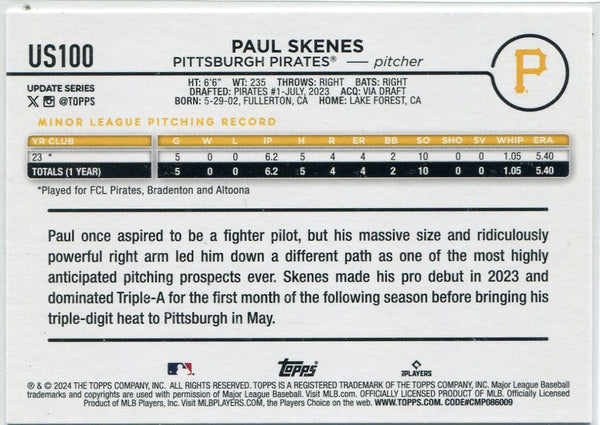 US100
PAUL SKENES
PITTSBURGH PIRATES® — pitcher
P
UPDATE SERIES
@TOPPS
HT: 6'6" WT: 235 THROWS: RIGHT BATS: RIGHT
DRAFTED: PIRATES #1-JULY, 2023 ACQ: VIA DRAFT
BORN: 5-29-02, FULLERTON, CA HOME: LAKE FOREST, CA
MINOR LEAGUE PITCHING RECORD
YR CLUB G W L IP H R ER BB SO SHO SV WHIP ERA
23 * 5 0 0 6.2 5 4 4 2 10 0 0 1.05 5.40
TOTALS (1 YEAR) 5 0 0 6.2 5 4 4 2 10 0 0 1.05 5.40
*Played for FCL Pirates, Bradenton and Altoona
Paul once aspired to be a fighter pilot, but his massive size and ridiculously
powerful right arm led him down a different path as one of the most highly
anticipated pitching prospects ever. Skenes made his pro debut in 2023 and
dominated Triple-A for the first month of the following season before bringing his
triple-digit heat to Pittsburgh in May.
Topps
PLAYERS
® & © 2024 THE TOPPS COMPANY, INC. ALL RIGHTS RESERVED. TOPPS IS A REGISTERED TRADEMARK OF THE TOPPS COMPANY, INC. Major League Baseball
trademarks and copyrights are used with permission of Major League Baseball. Visit MLB.com. OFFICIALLY LICENSED PRODUCT OF MLB. Officially Licensed
Product of MLB Players, Inc. Visit MLBPLAYERS.COM, the Players Choice on the web. WWW.TOPPS.COM. CODE#CMP086009